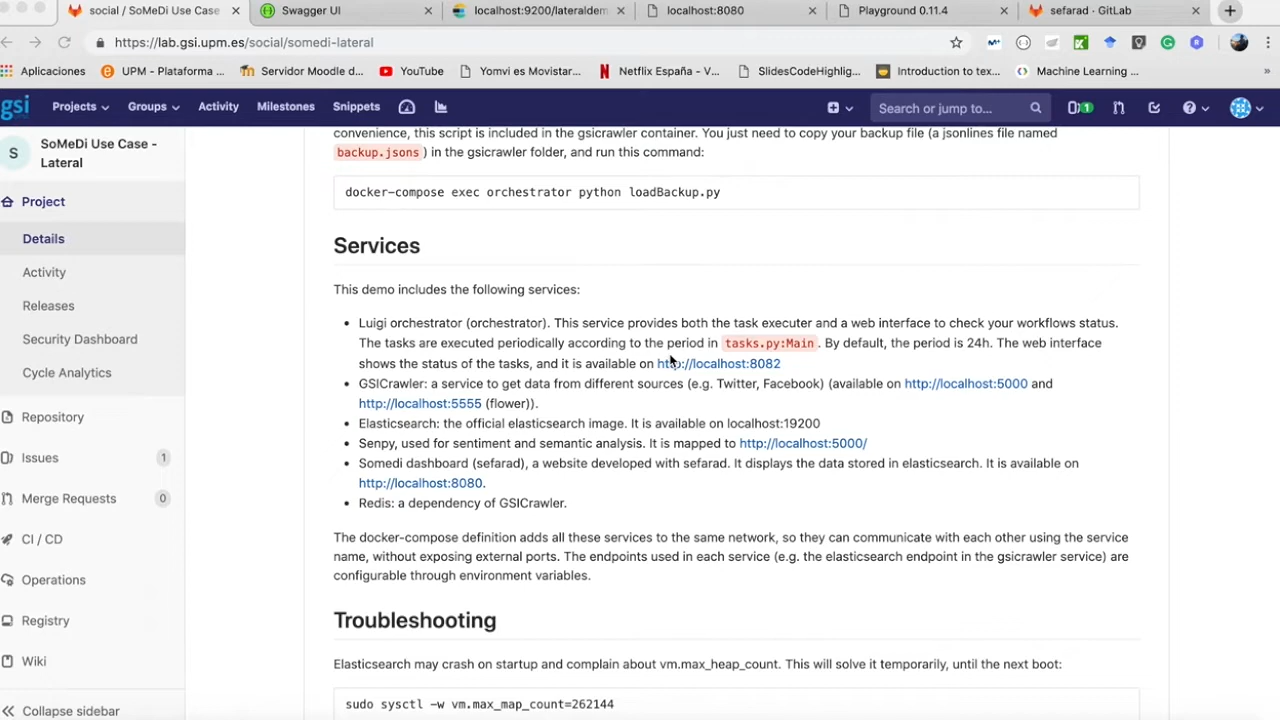 social / SoMeDi Use Case
Swagger UI
localhost:9200/lateraldem
localhost:8080
Playground 0.11.4
sefarad · GitLab
https://lab.gsi.upm.es/social/somedi-lateral
Aplicaciones
UPM - Plataforma ...
Servidor Moodle d...
YouTube
Yomvi es Movistar...
Netflix España - V...
SlidesCodeHighlig...
Introduction to tex...
Machine Learning ...
»
gsi
Projects
Groups
Activity
Milestones
Snippets
Search or jump to...
1
S
SoMeDi Use Case -
Lateral
Project
Details
Activity
Releases
Security Dashboard
Cycle Analytics
Repository
Issues 1
Merge Requests 0
CI / CD
Operations
Registry
Wiki
Collapse sidebar
convenience, this script is included in the gsicrawler container. You just need to copy your backup file (a jsonlines file named
backup.jsons ) in the gsicrawler folder, and run this command:
docker-compose exec orchestrator python loadBackup.py
Services
This demo includes the following services:
• Luigi orchestrator (orchestrator). This service provides both the task executer and a web interface to check your workflows status.
The tasks are executed periodically according to the period in tasks.py:Main . By default, the period is 24h. The web interface
shows the status of the tasks, and it is available on http://localhost:8082
• GSICrawler: a service to get data from different sources (e.g. Twitter, Facebook) (available on http://localhost:5000 and
http://localhost:5555 (flower)).
• Elasticsearch: the official elasticsearch image. It is available on localhost:19200
• Senpy, used for sentiment and semantic analysis. It is mapped to http://localhost:5000/
• Somedi dashboard (sefarad), a website developed with sefarad. It displays the data stored in elasticsearch. It is available on
http://localhost:8080.
• Redis: a dependency of GSICrawler.
The docker-compose definition adds all these services to the same network, so they can communicate with each other using the service
name, without exposing external ports. The endpoints used in each service (e.g. the elasticsearch endpoint in the gsicrawler service) are
configurable through environment variables.
Troubleshooting
Elasticsearch may crash on startup and complain about vm.max_heap_count. This will solve it temporarily, until the next boot:
sudo sysctl -w vm.max_map_count=262144